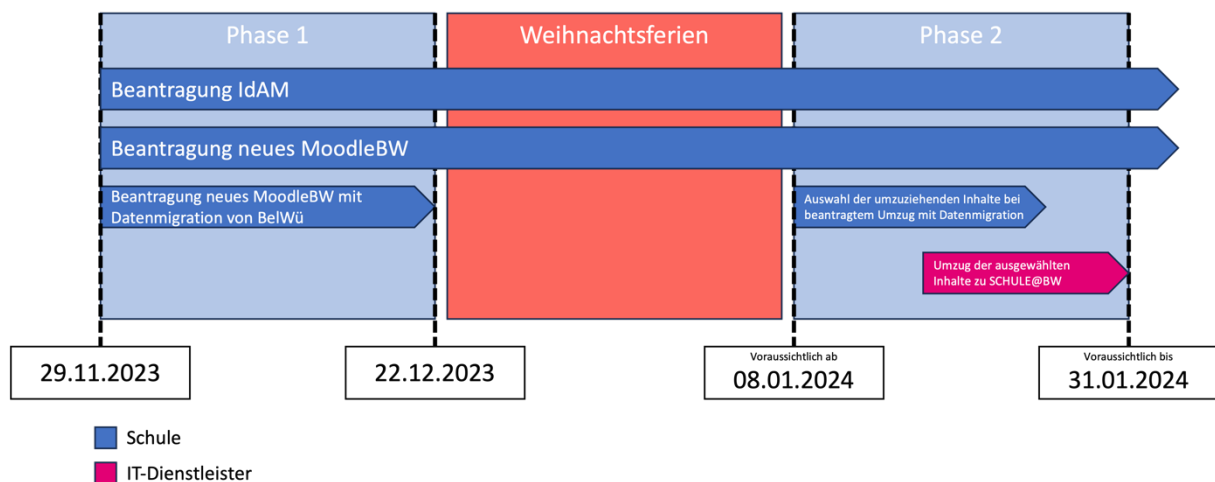 Phase 1
Weihnachtsferien
Phase 2
Beantragung IdAM
Beantragung neues MoodleBW
Beantragung neues MoodleBW mit
Datenmigration von BelWü
Auswahl der umzuziehenden Inhalte bei
beantragtem Umzug mit Datenmigration
Umzug der ausgewählten
Inhalte zu SCHULE@BW
29.11.2023
22.12.2023
Voraussichtlich ab
08.01.2024
Voraussichtlich bis
31.01.2024
Schule
IT-Dienstleister